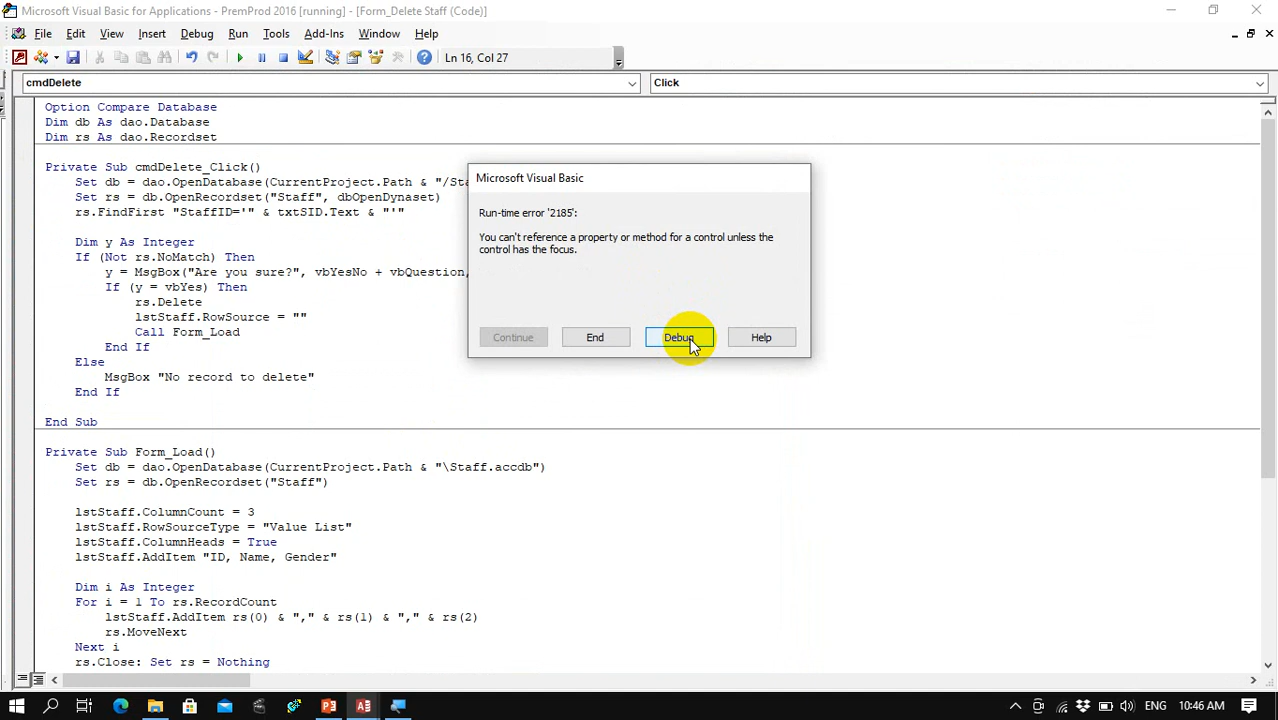 Microsoft Visual Basic for Applications - PremProd 2016 [running] - [Form_Delete Staff (Code)]
File Edit View Insert Debug Run Tools Add-Ins Window Help
Ln 16, Col 27
cmdDelete
Click
Option Compare Database
Dim db As dao.Database
Dim rs As dao.Recordset
Private Sub cmdDelete_Click()
Set db = dao.OpenDatabase(CurrentProject.Path & "/Sta
Set rs = db.OpenRecordset("Staff", dbOpenDynaset)
rs.FindFirst "StaffID='" & txtSID.Text & "'"
Dim y As Integer
If (Not rs.NoMatch) Then
y = MsgBox("Are you sure?", vbYesNo + vbQuestion,
If (y = vbYes) Then
rs.Delete
lstStaff.RowSource = ""
Call Form_Load
End If
Else
MsgBox "No record to delete"
End If
End Sub
Private Sub Form_Load()
Set db = dao.OpenDatabase(CurrentProject.Path & "\Staff.accdb")
Set rs = db.OpenRecordset("Staff")
lstStaff.ColumnCount = 3
lstStaff.RowSourceType = "Value List"
lstStaff.ColumnHeads = True
lstStaff.AddItem "ID, Name, Gender"
Dim i As Integer
For i = 1 To rs.RecordCount
lstStaff.AddItem rs(0) & "," & rs(1) & "," & rs(2)
rs.MoveNext
Next i
rs.Close: Set rs = Nothing
Microsoft Visual Basic
Run-time error '2185':
You can't reference a property or method for a control unless the
control has the focus.
Continue End Debug Help
ENG 10:46 AM